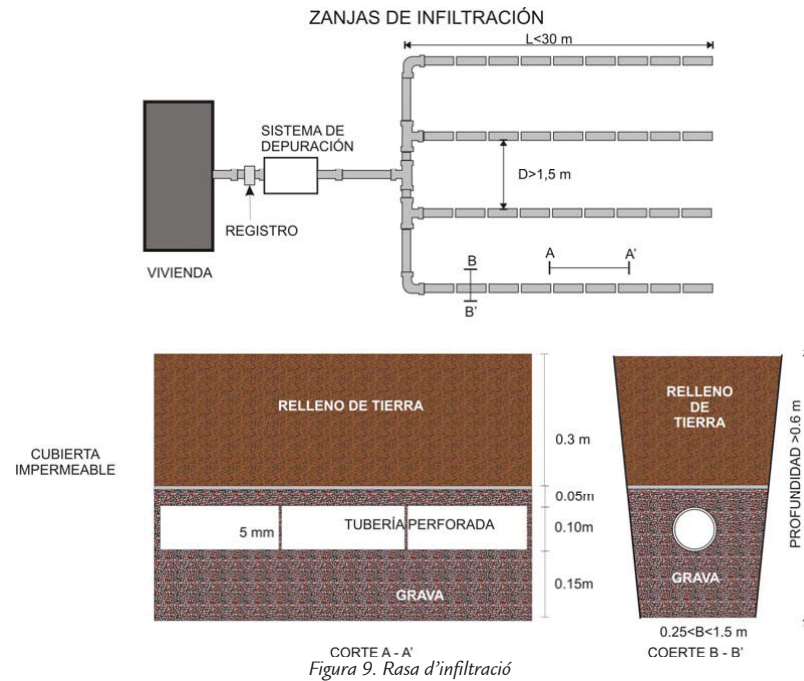 ZANJAS DE INFILTRACIÓN
L<30 m
SISTEMA DE
DEPURACIÓN
D>1,5 m
REGISTRO
VIVIENDA
B
A
A'
B'
RELLENO DE TIERRA
RELLENO
DE
TIERRA
CUBIERTA
IMPERMEABLE
0.3 m
0.05m
5 mm
TUBERÍA PERFORADA
0.10m
GRAVA
0.15m
GRAVA
PROFUNDIDAD >0.6 m
0.25<B<1.5 m
CORTE A - A'
COERTE B - B'
Figura 9. Rasa d'infiltració